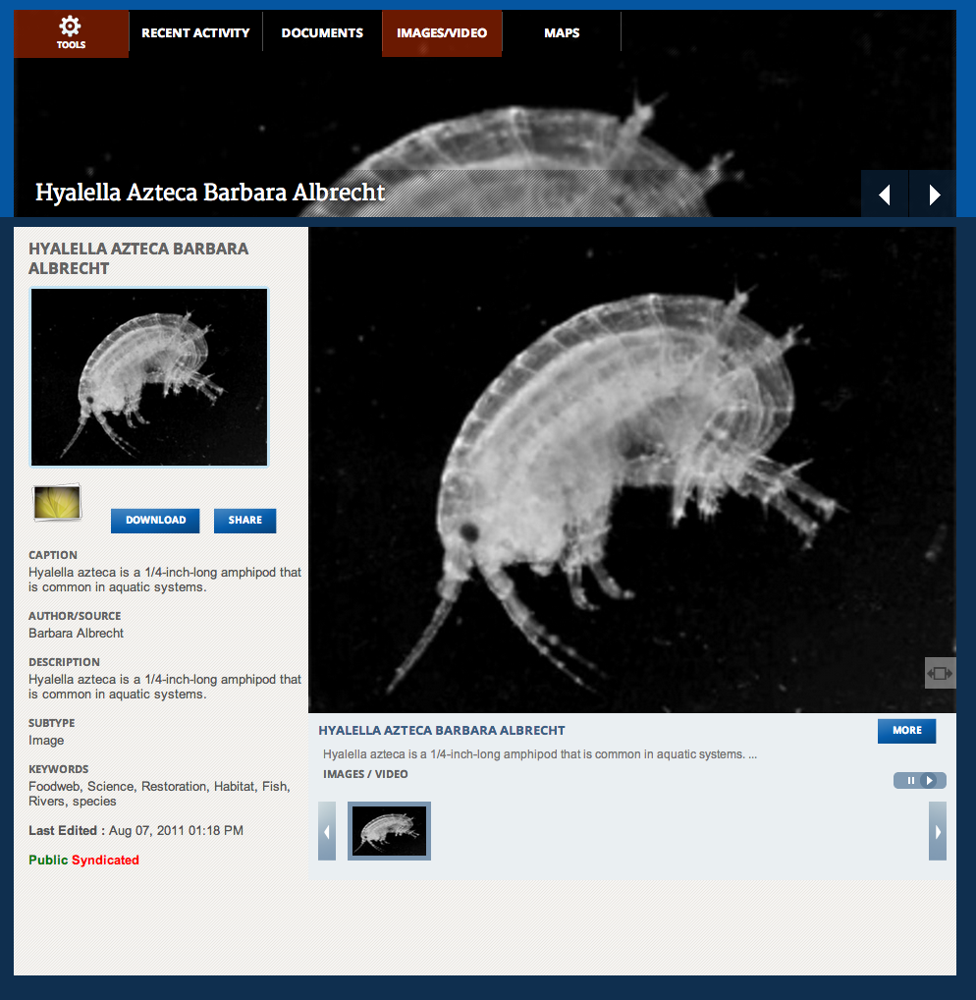 TOOLS
RECENT ACTIVITY
DOCUMENTS
IMAGES/VIDEO
MAPS
Hyalella Azteca Barbara Albrecht
HYALELLA AZTECA BARBARA
ALBRECHT
DOWNLOAD
SHARE
CAPTION
Hyalella azteca is a 1/4-inch-long amphipod that
is common in aquatic systems.
AUTHOR/SOURCE
Barbara Albrecht
DESCRIPTION
Hyalella azteca is a 1/4-inch-long amphipod that
is common in aquatic systems.
SUBTYPE
Image
KEYWORDS
Foodweb, Science, Restoration, Habitat, Fish,
Rivers, species
Last Edited : Aug 07, 2011 01:18 PM
Public Syndicated
HYALELLA AZTECA BARBARA ALBRECHT
MORE
Hyalella azteca is a 1/4-inch-long amphipod that is common in aquatic systems. ...
IMAGES / VIDEO